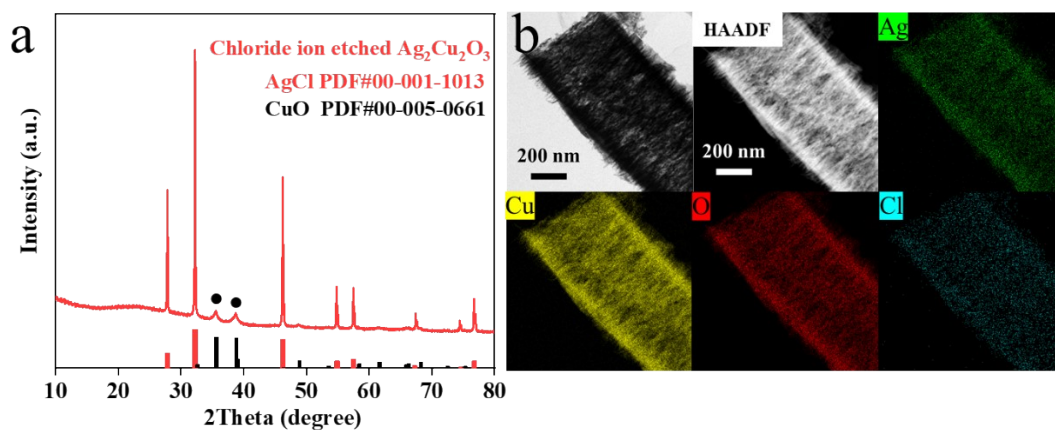 a
Chloride ion etched Ag₂Cu₂O₃
AgCl PDF#00-001-1013
CuO PDF#00-005-0661
Intensity (a.u.)
10 20 30 40 50 60 70 80
2Theta (degree)
b
200 nm
HAADF
200 nm
Ag
Cu
O
Cl